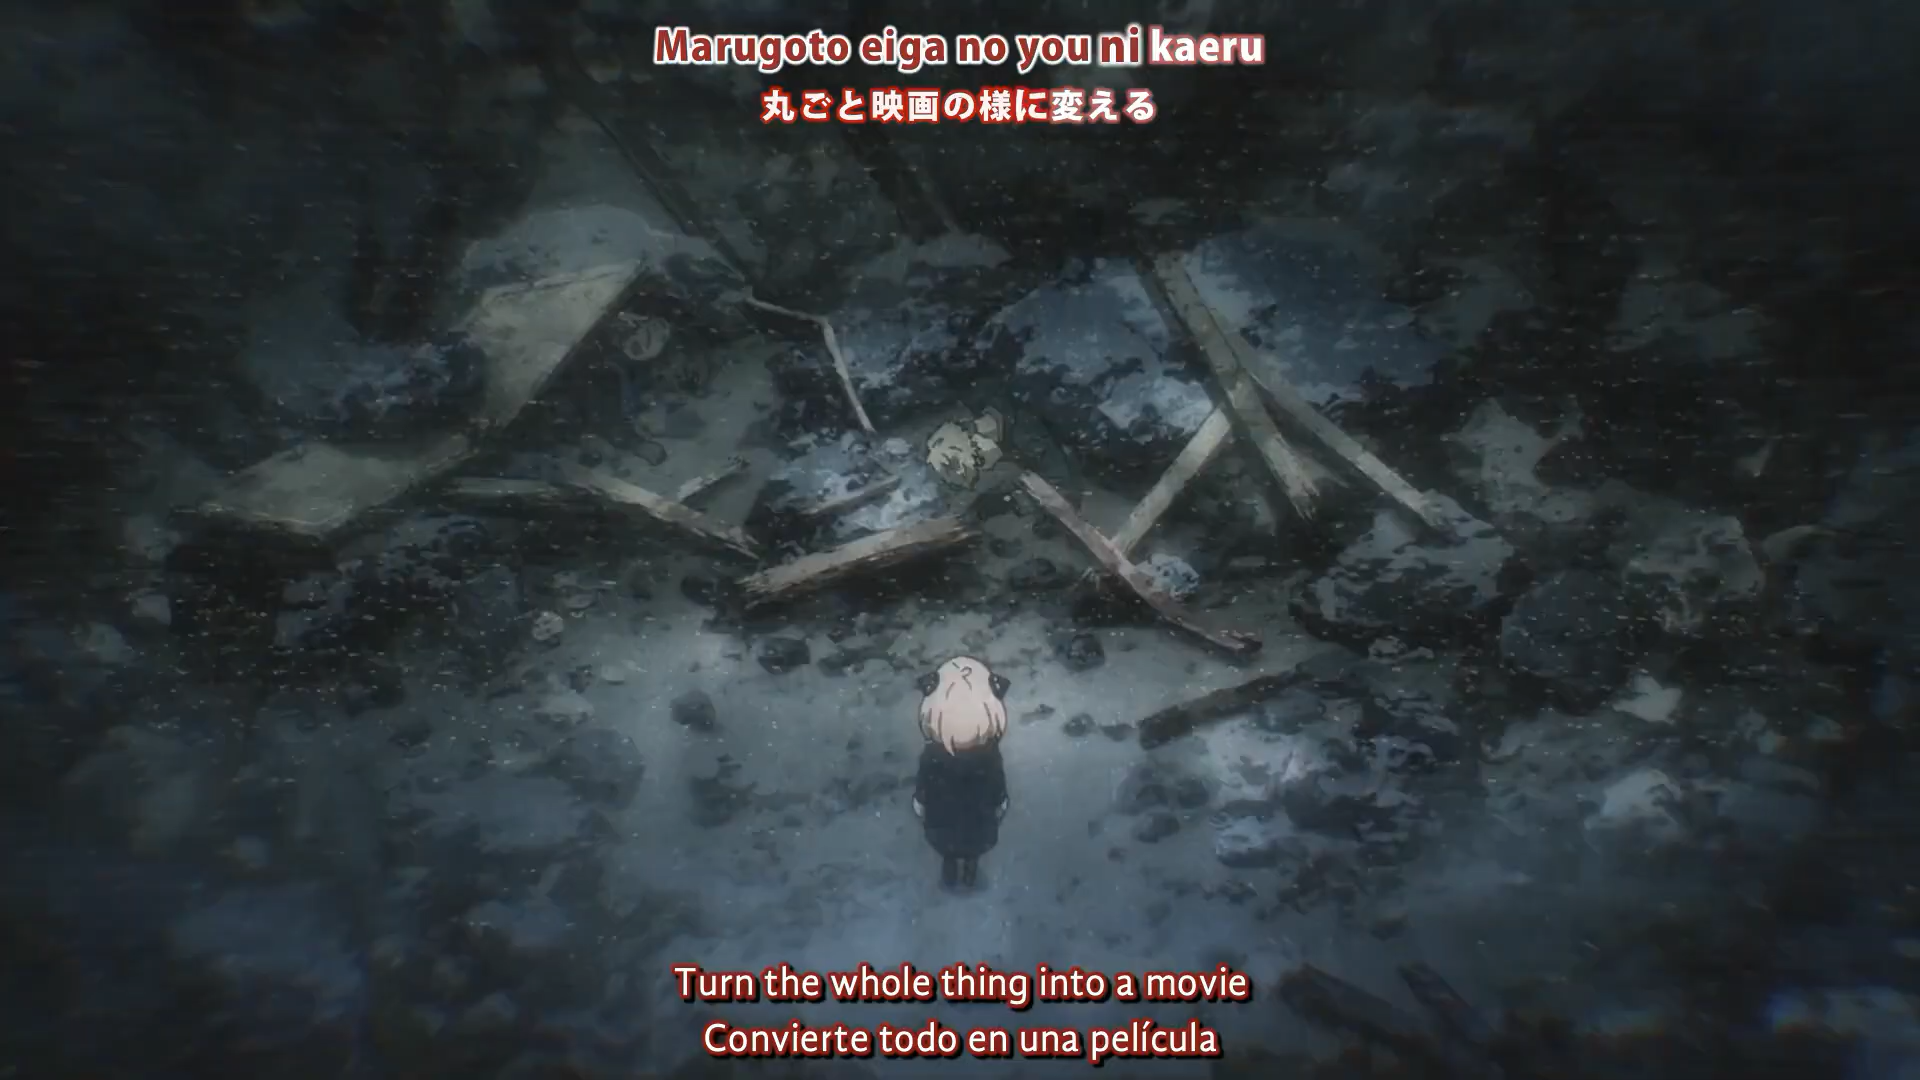 Marugoto eiga no you ni kaeru
丸ごと映画の様に変える
Turn the whole thing into a movie
Convierte todo en una película